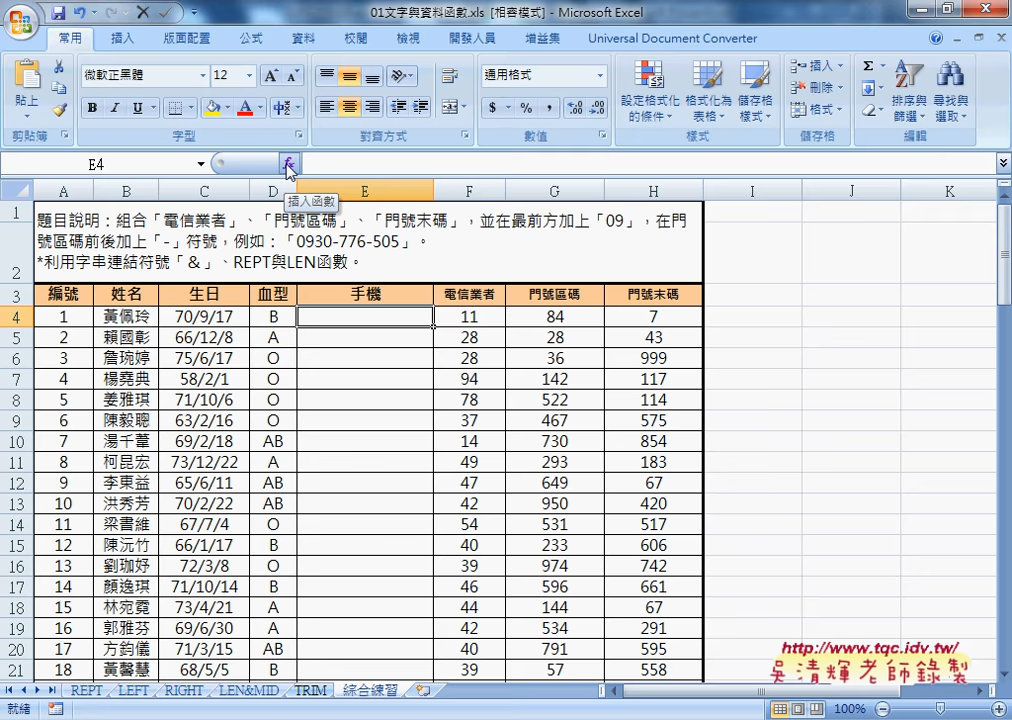 01文字與資料函數.xls [相容模式] - Microsoft Excel
常用 插入 版面配置 公式 資料 校閱 檢視 開發人員 增益集 Universal Document Converter
貼上 微軟正黑體 12 通用格式 設定格式化的條件 格式化為表格 儲存格樣式 插入 刪除 格式 排序與篩選 尋找與選取
剪貼簿 字型 對齊方式 數值 樣式 儲存格 編輯
E4
插入函數
A B C D E F G H I J K
題目說明：組合「電信業者」、「門號區碼」、「門號末碼」，並在最前方加上「09」，在門
號區碼前後加上「-」符號，例如：「0930-776-505」。
*利用字串連結符號「&」、REPT與LEN函數。
3 編號 姓名 生日 血型 手機 電信業者 門號區碼 門號末碼
4 1 黃佩玲 70/9/17 B 11 84 7
5 2 賴國彰 66/12/8 A 28 28 43
6 3 詹琬婷 75/6/17 O 28 36 999
7 4 楊堯典 58/2/1 O 94 142 117
8 5 姜雅琪 71/10/6 O 78 522 114
9 6 陳毅聰 63/2/16 O 37 467 575
10 7 湯千葦 69/2/18 AB 14 730 854
11 8 柯昆宏 73/12/22 A 49 293 183
12 9 李東益 65/6/11 AB 47 649 67
13 10 洪秀芳 70/2/22 AB 42 950 420
14 11 梁書維 67/7/4 O 54 531 517
15 12 陳沅竹 66/1/17 B 40 233 606
16 13 劉珈妤 72/3/8 O 39 974 742
17 14 顏逸琪 71/10/14 B 46 596 661
18 15 林宛霓 73/4/21 A 44 144 67
19 16 郭雅芬 69/6/30 A 42 534 291
20 17 方鈞儀 71/3/15 AB 40 791 595
21 18 黃馨慧 68/5/5 B 39 57 558
http://www.tqc.idv.tw/
吳清輝老師錄製
REPT LEFT RIGHT LEN&MID TRIM 綜合練習
就緒 100%